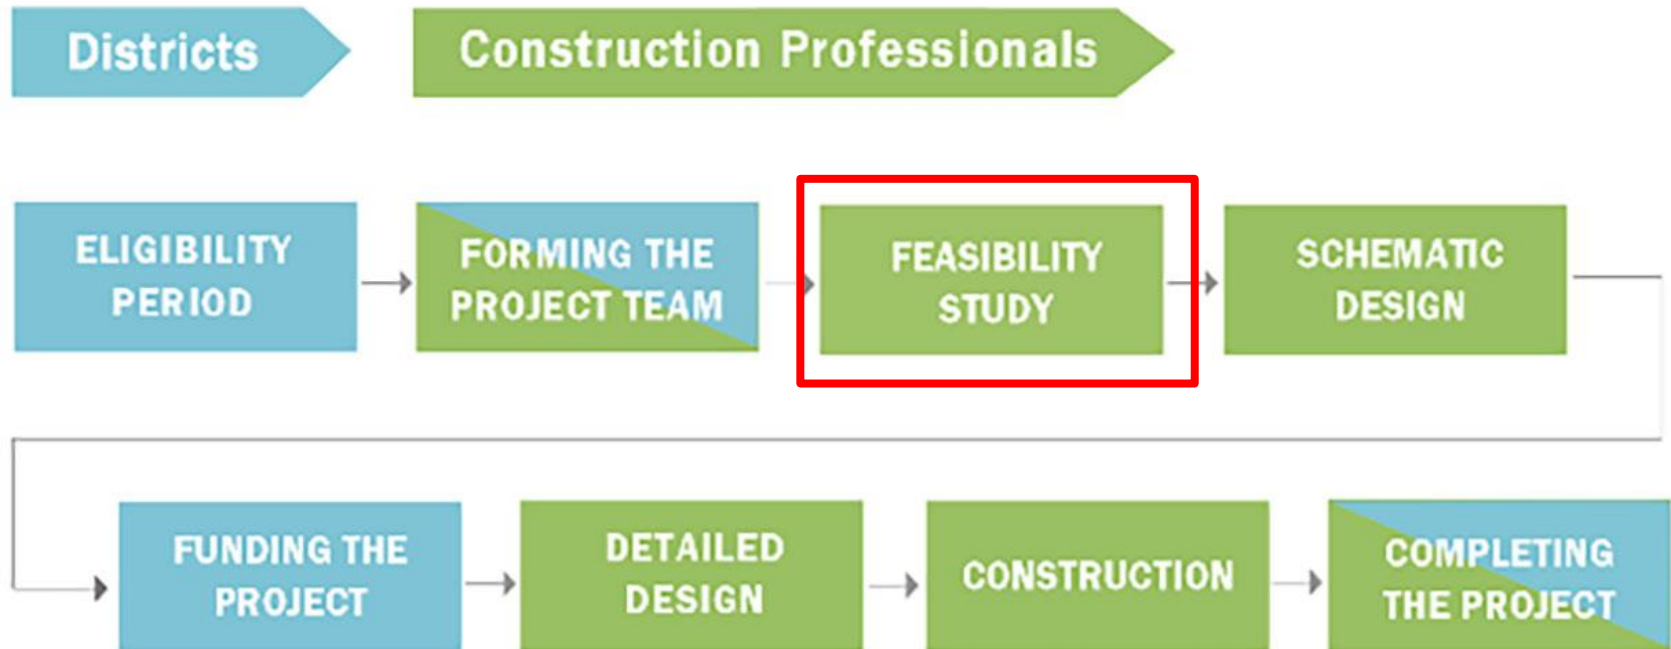 Districts
Construction Professionals
ELIGIBILITY
PERIOD
FORMING THE
PROJECT TEAM
FEASIBILITY
STUDY
SCHEMATIC
DESIGN
FUNDING THE
PROJECT
DETAILED
DESIGN
CONSTRUCTION
COMPLETING
THE PROJECT